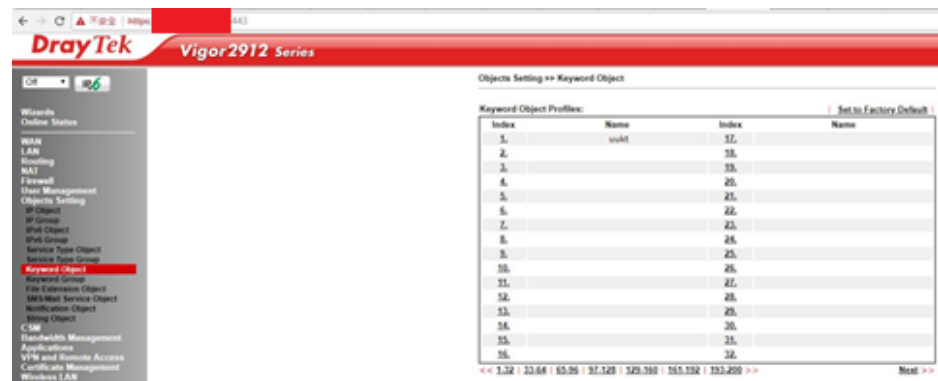 不安全 | https:
443
DrayTek
Vigor2912 Series
Off
IPv6
Wizards
Online Status
WAN
LAN
Routing
NAT
Firewall
User Management
Objects Setting
IP Object
IP Group
IPv6 Object
IPv6 Group
Service Type Object
Service Type Group
Keyword Object
Keyword Group
File Extension Object
SMS/Mail Service Object
Notification Object
String Object
CSM
Bandwidth Management
Applications
VPN and Remote Access
Certificate Management
Wireless LAN
Objects Setting >> Keyword Object
Keyword Object Profiles: | Set to Factory Default |
Index Name Index Name
1. 17.
2. 18.
3. 19.
4. 20.
5. 21.
6. 22.
7. 23.
8. 24.
9. 25.
10. 26.
11. 27.
12. 28.
13. 29.
14. 30.
15. 31.
16. 32.
<< 1-32 | 33-64 | 65-96 | 97-128 | 129-160 | 161-192 | 193-200 >> Next >>